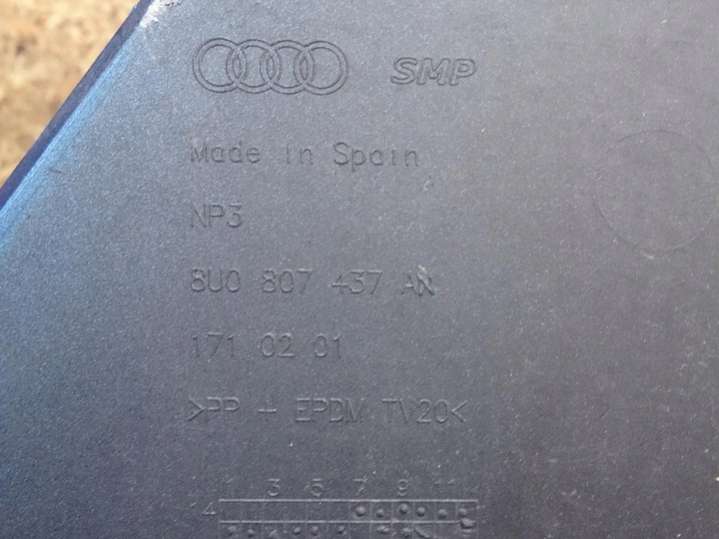 SMP
Made in Spain
NP3
8U0 807 437 AN
171 02 01
>PP + EPDM TV20<
1 3 5 7 9 11
14